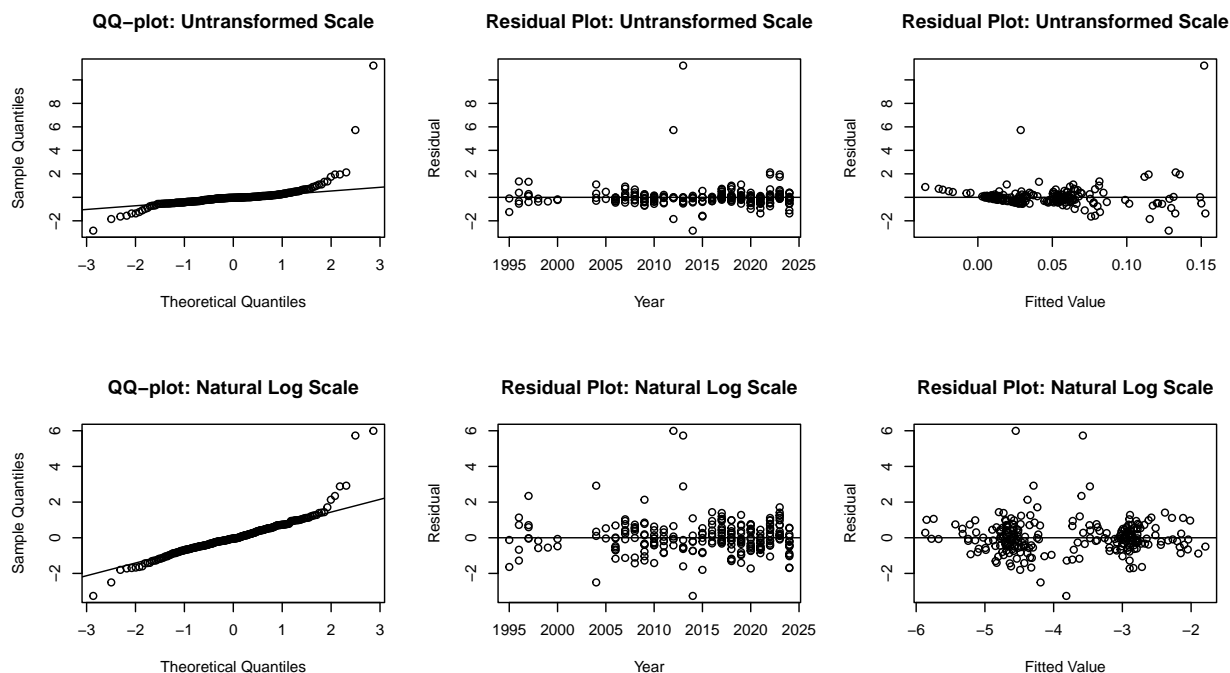 QQ−plot: Untransformed Scale
Sample Quantiles
−2 0 2 4 6 8
−3 −2 −1 0 1 2 3
Theoretical Quantiles
Residual Plot: Untransformed Scale
Residual
−2 0 2 4 6 8
1995 2000 2005 2010 2015 2020 2025
Year
Residual Plot: Untransformed Scale
Residual
−2 0 2 4 6 8
0.00 0.05 0.10 0.15
Fitted Value
QQ−plot: Natural Log Scale
Sample Quantiles
−2 0 2 4 6
−3 −2 −1 0 1 2 3
Theoretical Quantiles
Residual Plot: Natural Log Scale
Residual
−2 0 2 4 6
1995 2000 2005 2010 2015 2020 2025
Year
Residual Plot: Natural Log Scale
Residual
−2 0 2 4 6
−6 −5 −4 −3 −2
Fitted Value